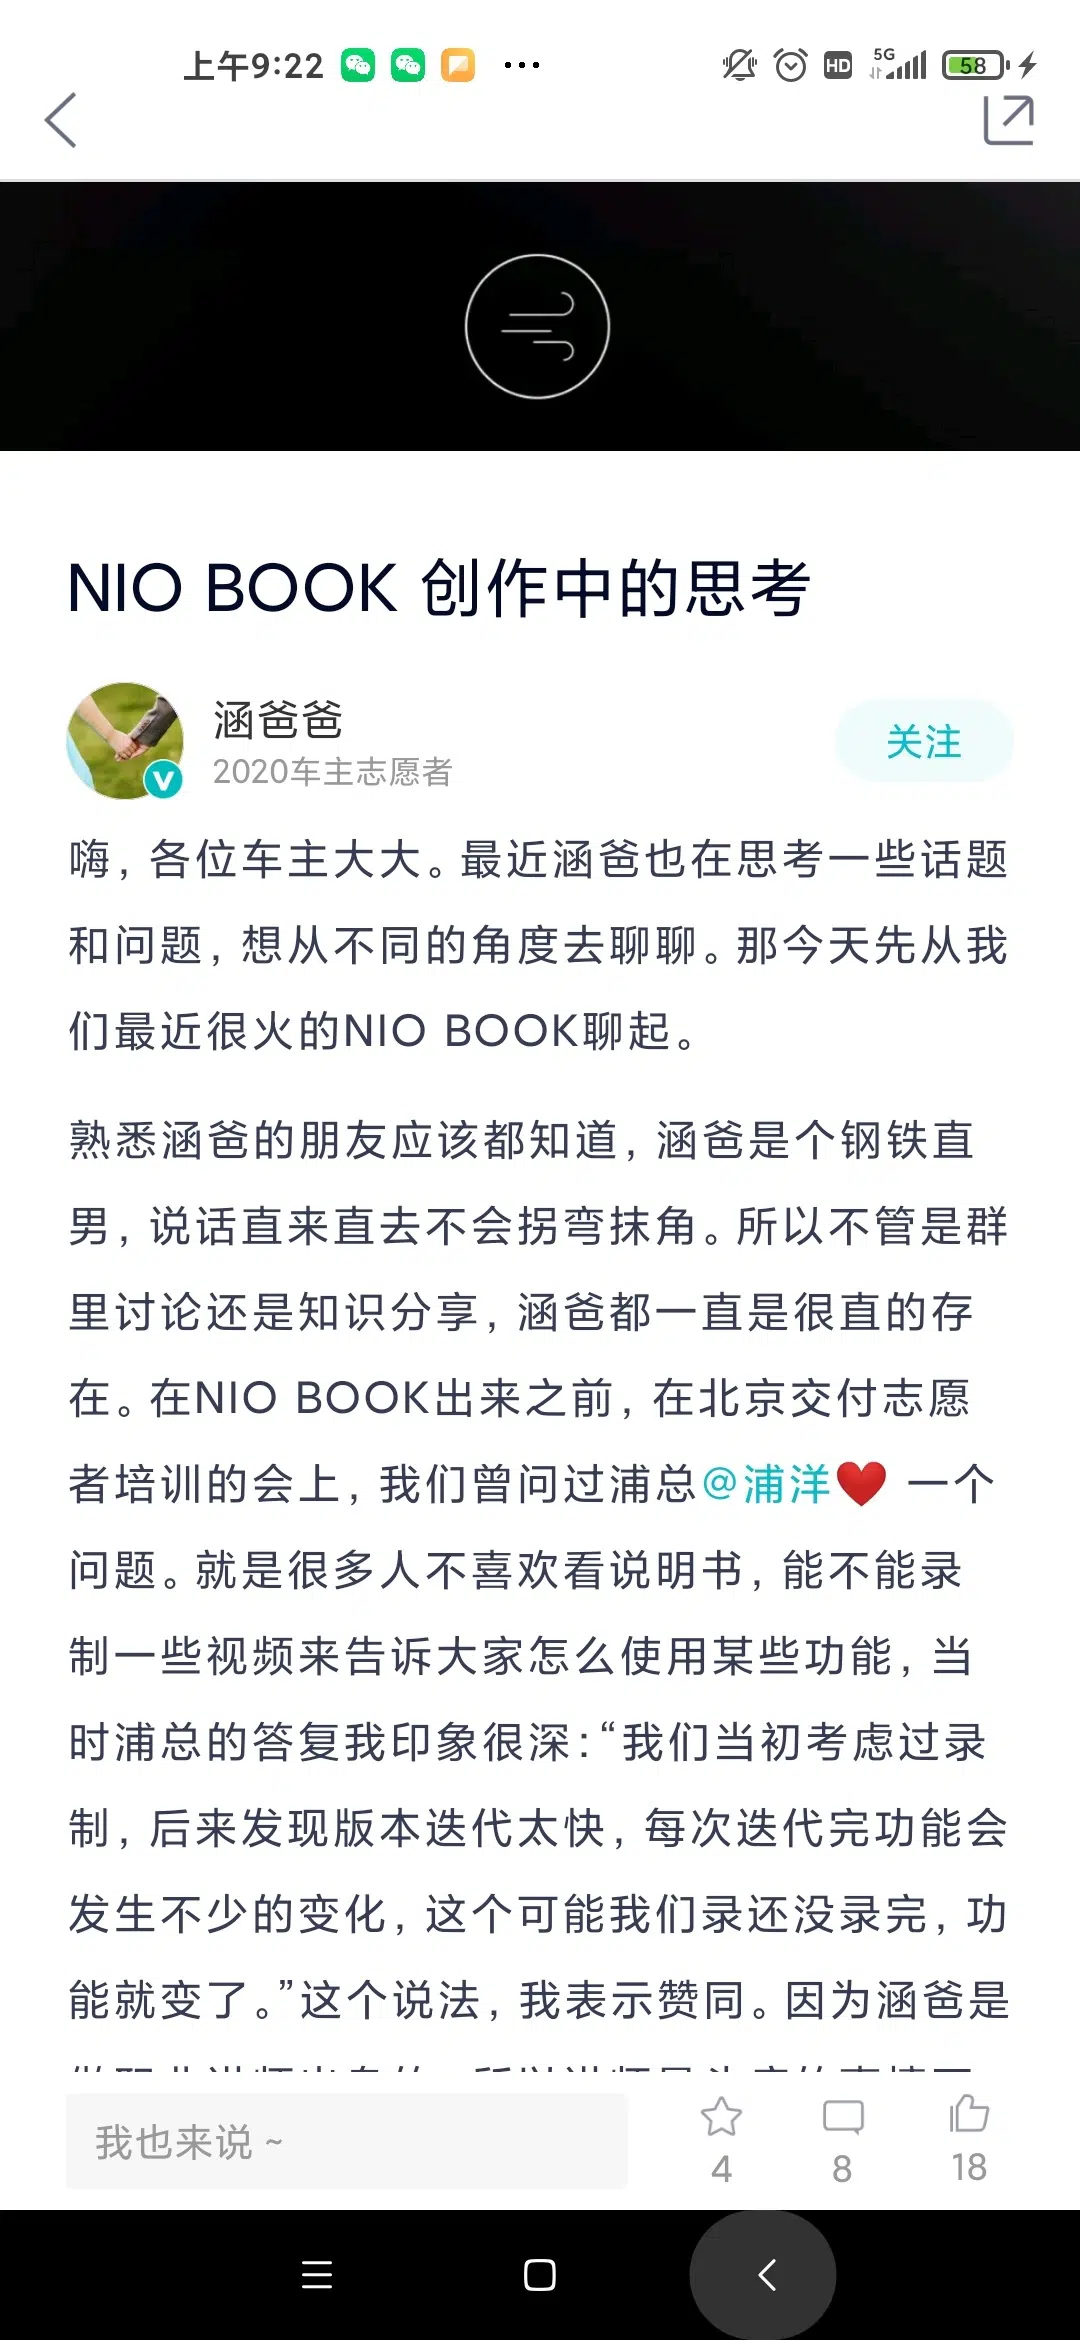 上午9:22
HD
5G
58
NIO BOOK 创作中的思考
涵爸爸
V
2020车主志愿者
关注
嗨，各位车主大大。最近涵爸也在思考一些话题
和问题，想从不同的角度去聊聊。那今天先从我
们最近很火的NIO BOOK聊起。
熟悉涵爸的朋友应该都知道，涵爸是个钢铁直
男，说话直来直去不会拐弯抹角。所以不管是群
里讨论还是知识分享，涵爸都一直是很直的存
在。在NIO BOOK出来之前，在北京交付志愿
者培训的会上，我们曾问过浦总@浦洋❤️ 一个
问题。就是很多人不喜欢看说明书，能不能录
制一些视频来告诉大家怎么使用某些功能，当
时浦总的答复我印象很深：“我们当初考虑过录
制，后来发现版本迭代太快，每次迭代完功能会
发生不少的变化，这个可能我们录还没录完，功
能就变了。”这个说法，我表示赞同。因为涵爸是
我也来说 ~
4
8
18